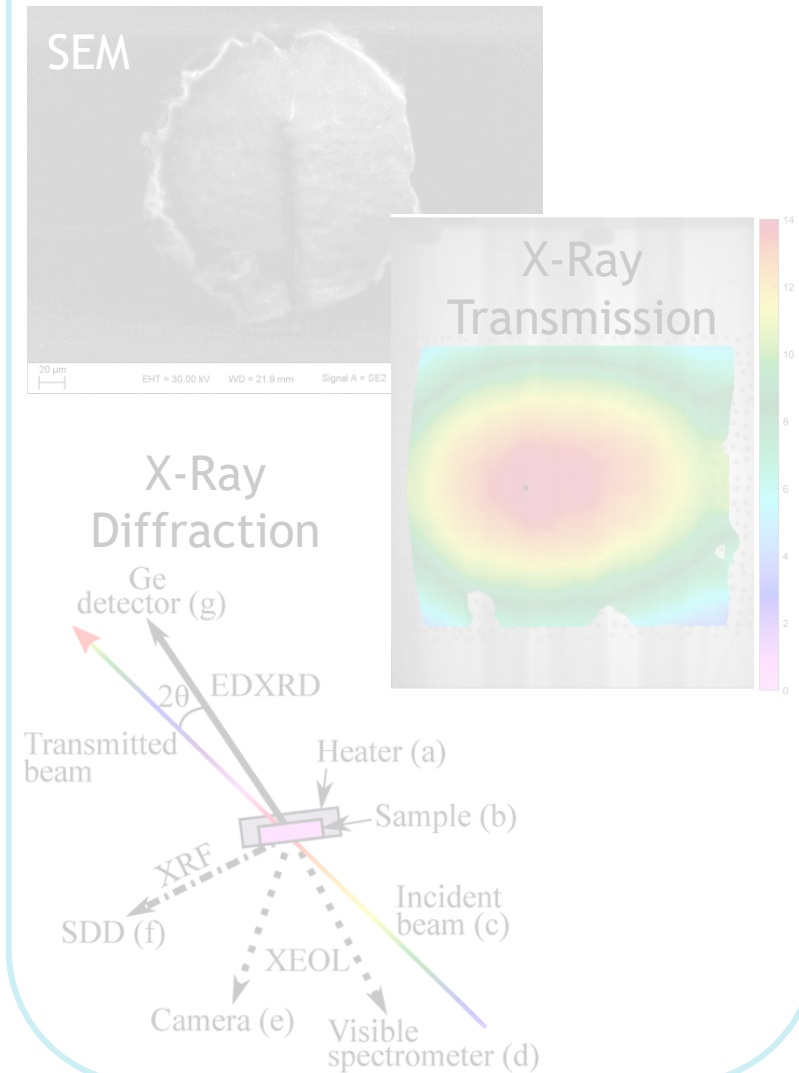 SEM
20 µm
EHT = 30.00 kV WD = 21.9 mm Signal A = SE2
X-Ray
Transmission
14
12
10
8
6
4
2
0
X-Ray
Diffraction
Ge
detector (g)
EDXRD
2θ
Transmitted
beam
Heater (a)
Sample (b)
XRF
SDD (f)
Incident
beam (c)
XEOL
Camera (e)
Visible
spectrometer (d)